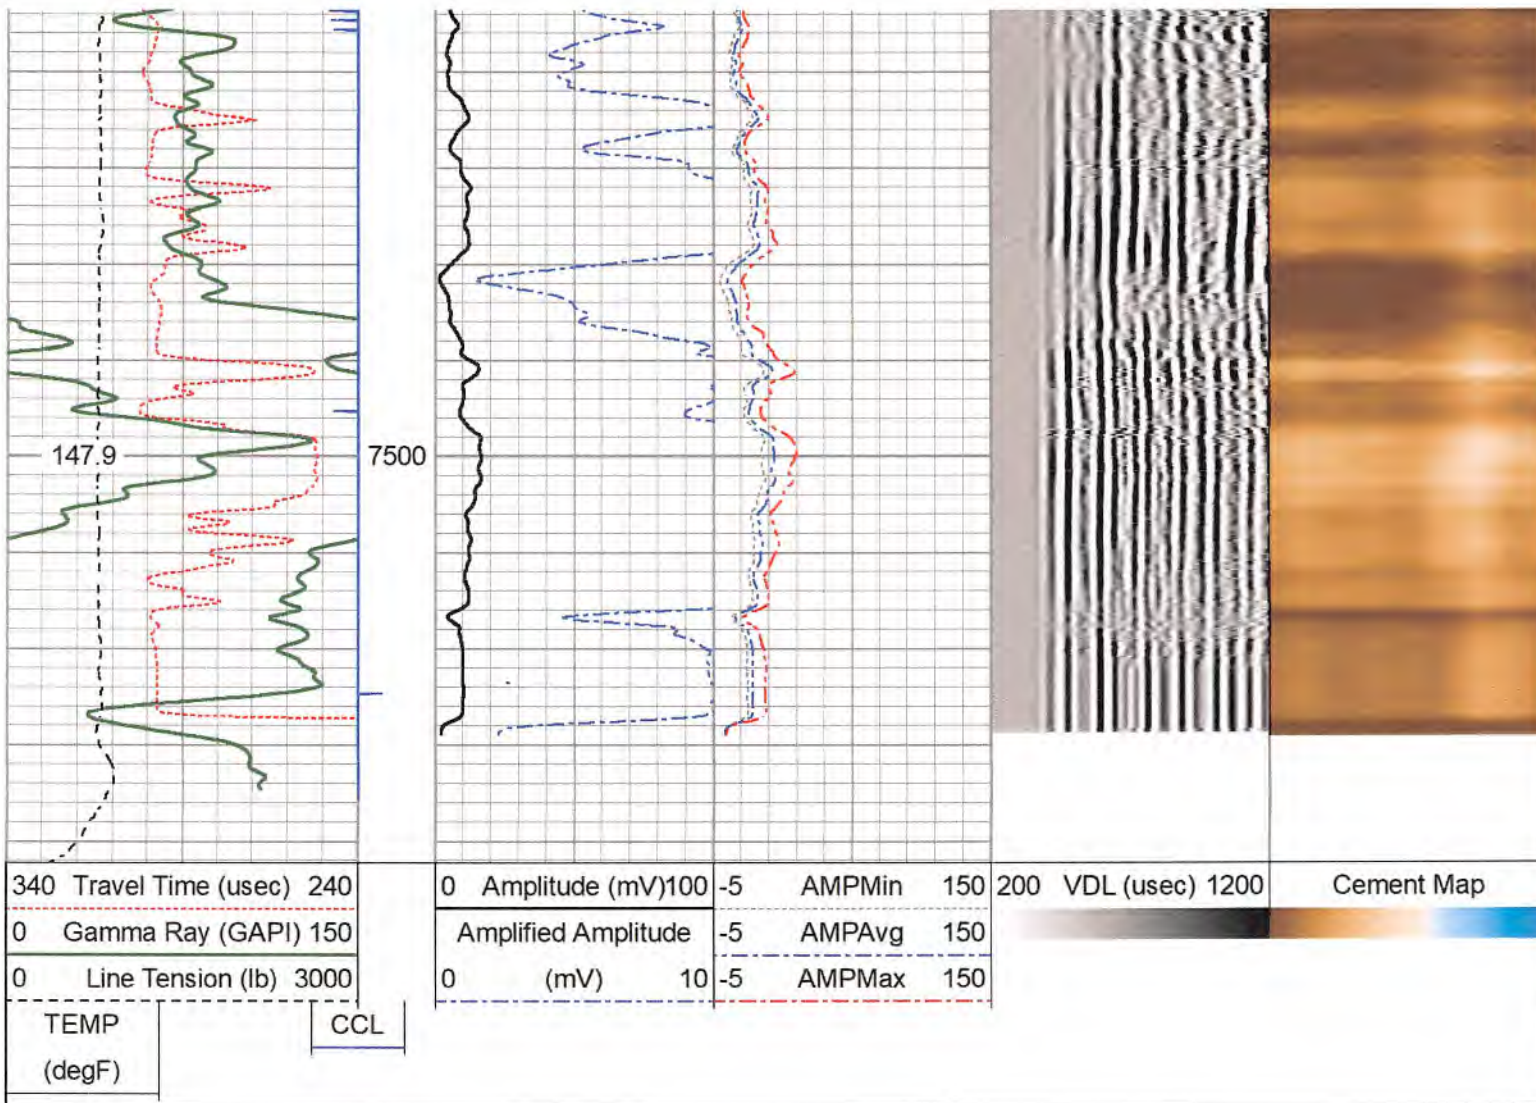 147.9
7500
340 Travel Time (usec) 240
0 Gamma Ray (GAPI) 150
0 Line Tension (lb) 3000
TEMP
(degF)
CCL
0 Amplitude (mV)100
Amplified Amplitude
0 (mV) 10
-5 AMPMin 150
-5 AMPAvg 150
-5 AMPMax 150
200 VDL (usec) 1200
Cement Map